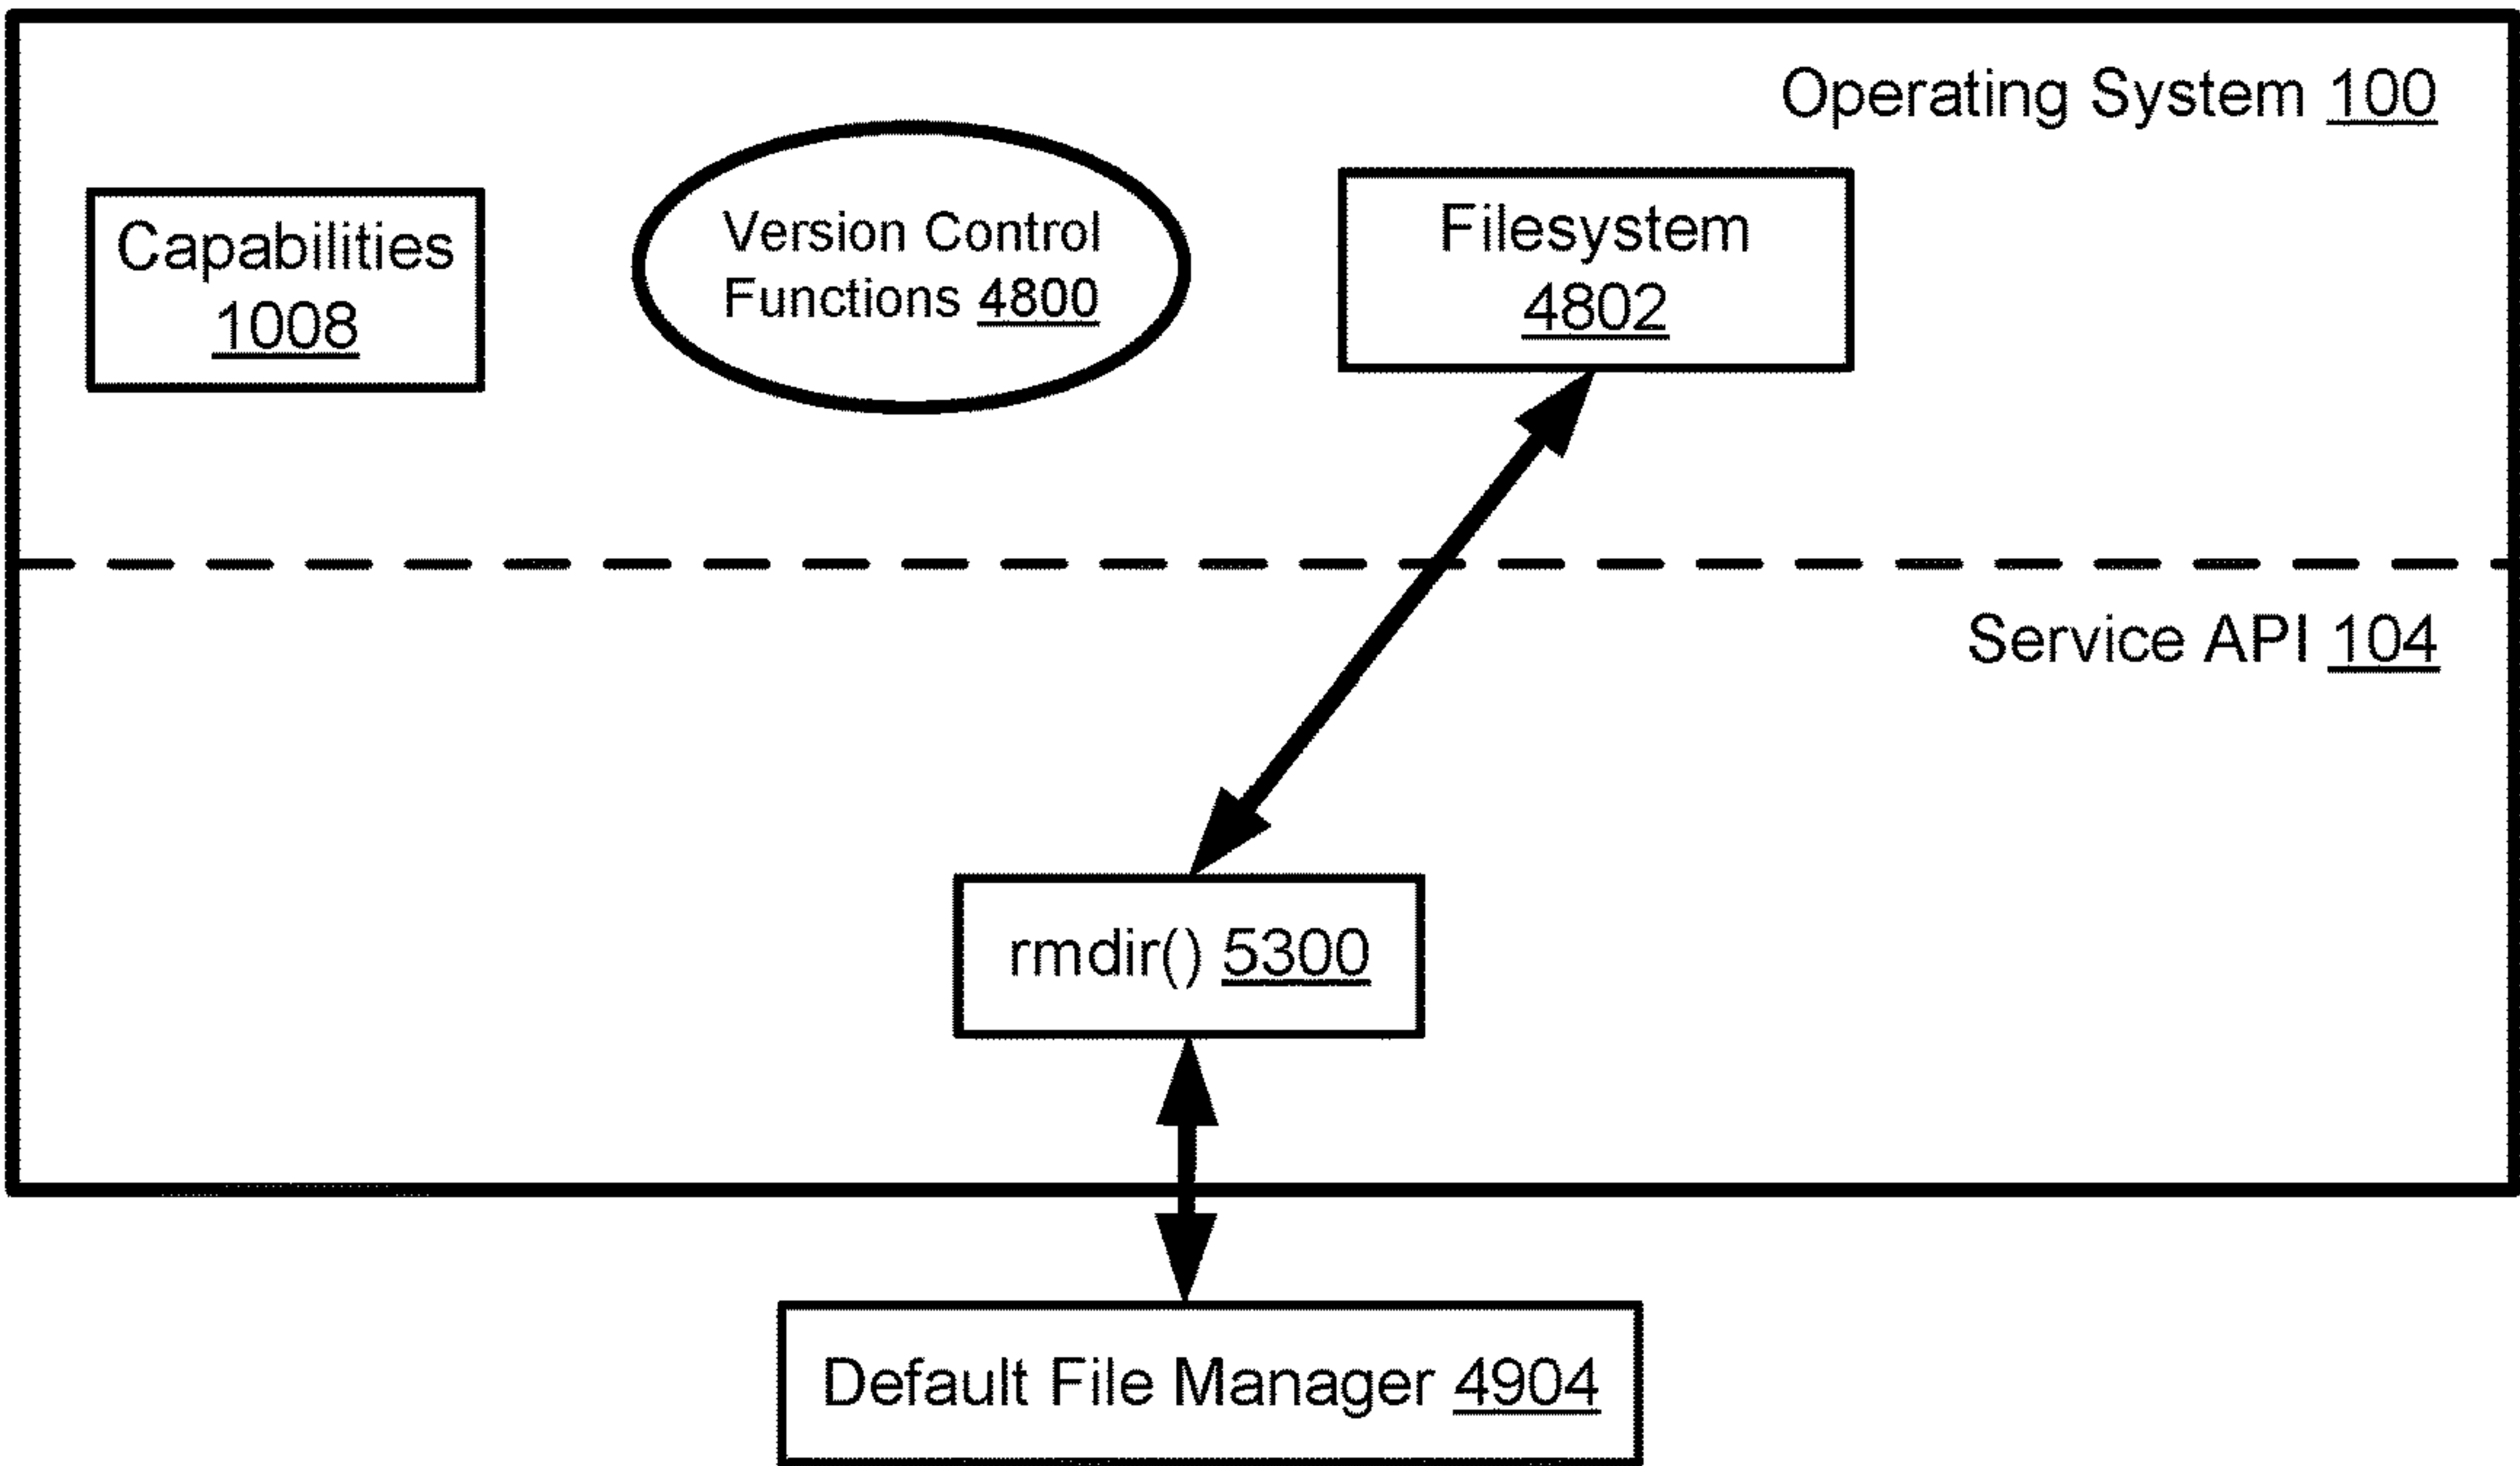 Operating System 100
Capabilities
1008
Version Control
Functions 4800
Filesystem
4802
Service API 104
rmdir() 5300
Default File Manager 4904